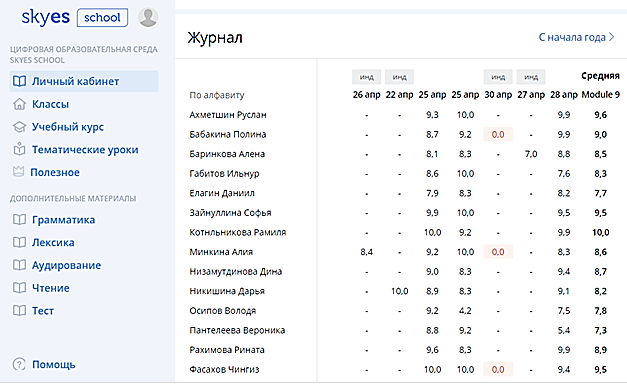 skyes school
ЦИФРОВАЯ ОБРАЗОВАТЕЛЬНАЯ СРЕДА
SKYES SCHOOL
Личный кабинет
Классы
Учебный курс
Тематические уроки
Полезное
ДОПОЛНИТЕЛЬНЫЕ МАТЕРИАЛЫ
Грамматика
Лексика
Аудирование
Чтение
Тест
Помощь
Журнал
С начала года >
инд инд инд инд Средняя
По алфавиту 26 апр 22 апр 25 апр 25 апр 30 апр 27 апр 28 апр Module 9
Ахметшин Руслан - - 9,3 10,0 - - 9,9 9,6
Бабакина Полина - - 8,7 9,2 0,0 - 9,9 9,0
Баринкова Алена - - 8,1 8,3 - 7,0 8,8 8,5
Габитов Ильнур - - 8,6 10,0 - - 7,6 8,3
Елагин Даниил - - 7,9 8,3 - - 8,2 7,7
Зайнуллина Софья - - 9,9 10,0 - - 9,5 9,5
Котнльникова Рамиля - - 10,0 9,2 - - 9,9 10,0
Минкина Алия 8,4 - 9,2 10,0 0,0 - 8,3 8,6
Низамутдинова Дина - - 9,0 8,3 - - 9,4 8,7
Никишина Дарья - 10,0 8,9 8,3 - - 9,1 8,2
Осипов Володя - - 9,2 4,2 - - 7,5 7,8
Пантелеева Вероника - - 8,8 9,2 - - 5,4 7,3
Рахимова Рината - - 9,6 8,3 - - 9,9 8,9
Фасахов Чингиз - - 10,0 10,0 0,0 - 9,4 9,5